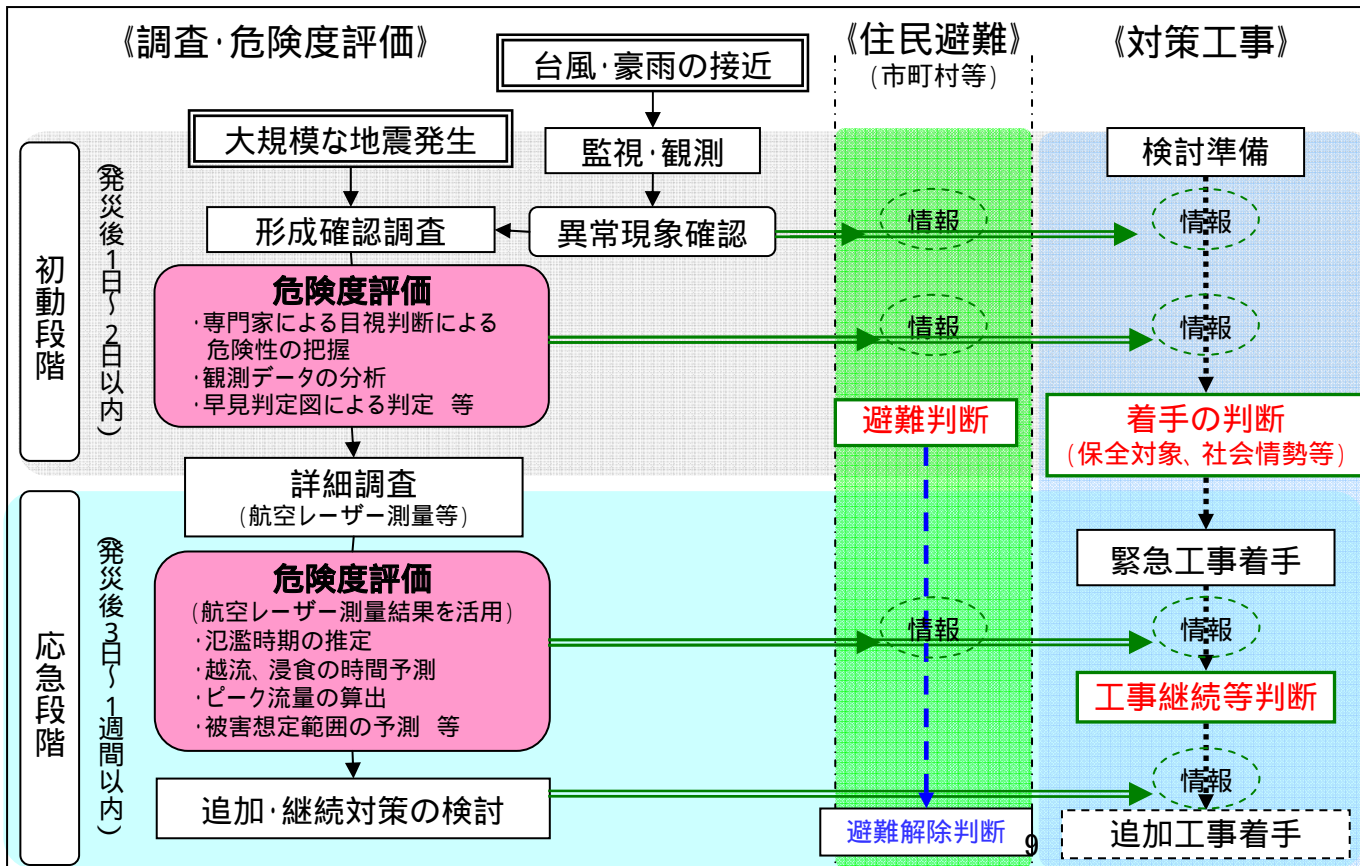 《調査･危険度評価》
《住民避難》
(市町村等)
《対策工事》
台風･豪雨の接近
大規模な地震発生
監視･観測
検討準備
初動段階
(発災後1日～2日以内)
形成確認調査
異常現象確認
情報
情報
危険度評価
･専門家による目視判断による
危険性の把握
･観測データの分析
･早見判定図による判定 等
情報
情報
避難判断
着手の判断
(保全対象、社会情勢等)
詳細調査
(航空レーザー測量等)
応急段階
(発災後3日～1週間以内)
緊急工事着手
危険度評価
(航空レーザー測量結果を活用)
･氾濫時期の推定
･越流、浸食の時間予測
･ピーク流量の算出
･被害想定範囲の予測 等
情報
情報
工事継続等判断
情報
追加･継続対策の検討
避難解除判断
9
追加工事着手